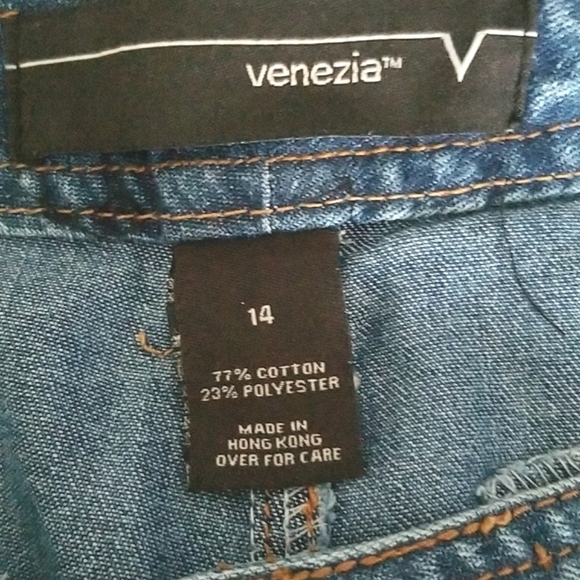 venezia™
14
77% COTTON
23% POLYESTER
MADE IN
HONG KONG
OVER FOR CARE